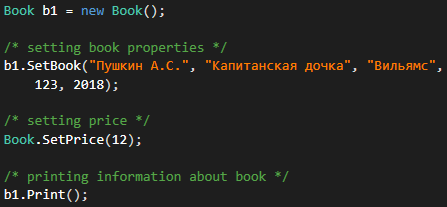 Book b1 = new Book();
/* setting book properties */
b1.SetBook("Пушкин А.С.", "Капитанская дочка", "Вильямс",
123, 2018);
/* setting price */
Book.SetPrice(12);
/* printing information about book */
b1.Print();